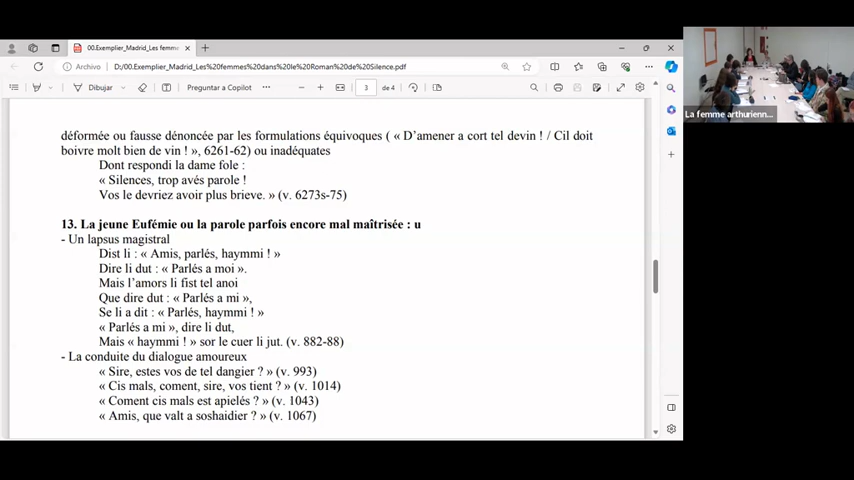 00.Exemplier_Madrid_Les femme
Archivo
D:/00.Exemplier_Madrid_Les%20femmes%20dans%20le%20Roman%20de%20Silence.pdf
Dibujar
Preguntar a Copilot
3
de 4
déformée ou fausse dénoncée par les formulations équivoques ( « D'amener a cort tel devin ! / Cil doit
boivre molt bien de vin ! », 6261-62) ou inadéquates
Dont respondi la dame fole :
« Silences, trop avés parole !
Vos le devriez avoir plus brieve. » (v. 6273s-75)
13. La jeune Eufémie ou la parole parfois encore mal maîtrisée : u
- Un lapsus magistral
Dist li : « Amis, parlés, haymmi ! »
Dire li dut : « Parlés a moi ».
Mais l'amors li fist tel anoi
Que dire dut : « Parlés a mi »,
Se li a dit : « Parlés, haymmi ! »
« Parlés a mi », dire li dut,
Mais « haymmi ! » sor le cuer li jut. (v. 882-88)
- La conduite du dialogue amoureux
« Sire, estes vos de tel dangier ? » (v. 993)
« Cis mals, coment, sire, vos tient ? » (v. 1014)
« Coment cis mals est apielés ? » (v. 1043)
« Amis, que valt a soshaidier ? » (v. 1067)
La femme arthurienn...